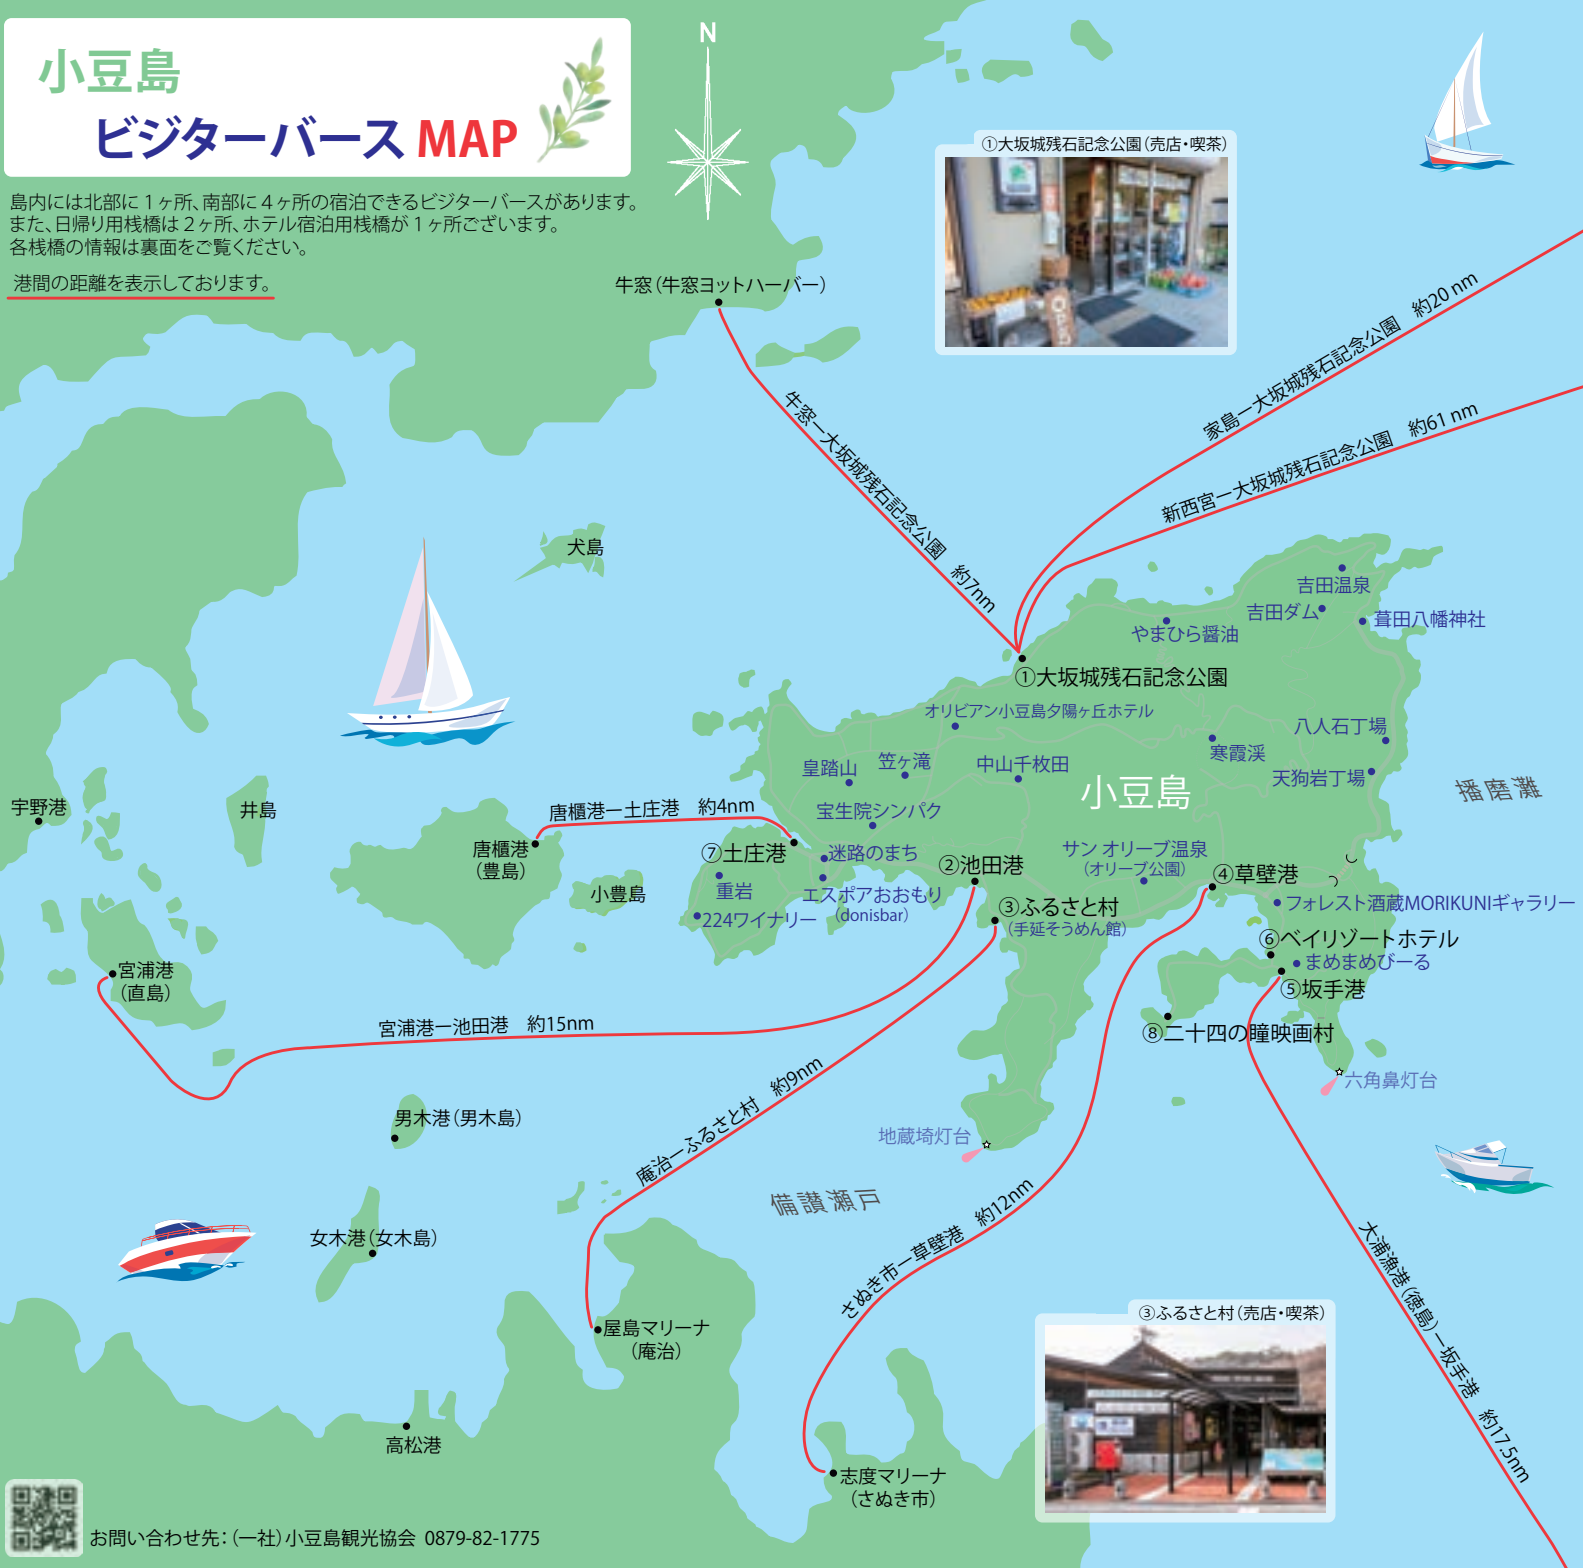 小豆島
ビジターバース MAP
島内には北部に1ヶ所、南部に4ヶ所の宿泊できるビジターバースがあります。
また、日帰り用桟橋は2ヶ所、ホテル宿泊用桟橋が1ヶ所ございます。
各桟橋の情報は裏面をご覧ください。
港間の距離を表示しております。
N
①大坂城残石記念公園（売店・喫茶）
牛窓（牛窓ヨットハーバー）
牛窓ー大坂城残石記念公園 約7nm
家島ー大坂城残石記念公園 約20 nm
新西宮ー大坂城残石記念公園 約61 nm
犬島
吉田温泉
吉田ダム
葺田八幡神社
やまひら醤油
①大坂城残石記念公園
オリビアン小豆島夕陽ヶ丘ホテル
八人石丁場
寒霞渓
天狗岩丁場
皇踏山
笠ヶ滝
中山千枚田
小豆島
播磨灘
宇野港
井島
唐櫃港ー土庄港 約4nm
宝生院シンパク
唐櫃港
（豊島）
⑦土庄港
迷路のまち
②池田港
サン オリーブ温泉
（オリーブ公園）
④草壁港
小豊島
重岩
エスポアおおもり
（donisbar）
224ワイナリー
③ふるさと村
（手延そうめん館）
フォレスト酒蔵MORIKUNIギャラリー
⑥ベイリゾートホテル
まめまめびーる
⑤坂手港
宮浦港
（直島）
宮浦港ー池田港 約15nm
⑧二十四の瞳映画村
六角鼻灯台
庵治ーふるさと村 約9nm
男木港（男木島）
地蔵埼灯台
備讃瀬戸
女木港（女木島）
さぬき市ー草壁港 約12nm
大浦漁港（徳島）ー坂手港 約17.5nm
屋島マリーナ
（庵治）
③ふるさと村（売店・喫茶）
高松港
志度マリーナ
（さぬき市）
お問い合わせ先：（一社）小豆島観光協会 0879-82-1775